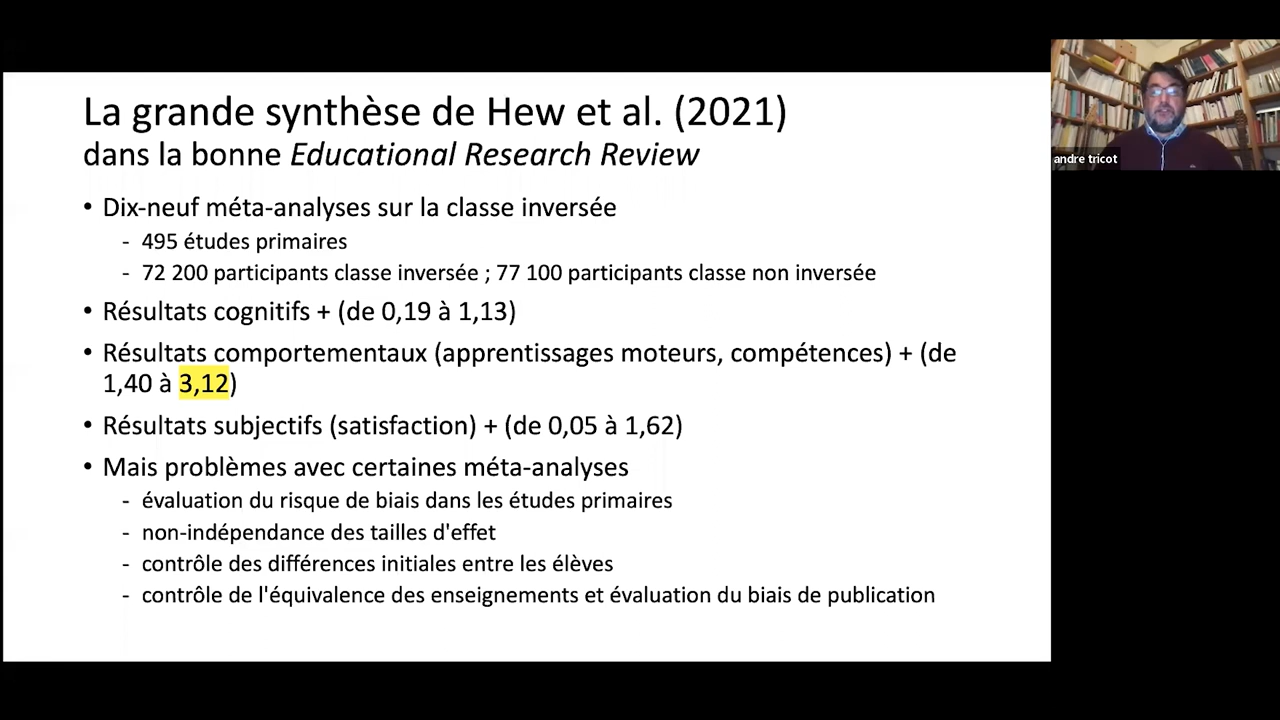 La grande synthèse de Hew et al. (2021)
dans la bonne Educational Research Review
• Dix-neuf méta-analyses sur la classe inversée
- 495 études primaires
- 72 200 participants classe inversée ; 77 100 participants classe non inversée
• Résultats cognitifs + (de 0,19 à 1,13)
• Résultats comportementaux (apprentissages moteurs, compétences) + (de
1,40 à 3,12)
• Résultats subjectifs (satisfaction) + (de 0,05 à 1,62)
• Mais problèmes avec certaines méta-analyses
- évaluation du risque de biais dans les études primaires
- non-indépendance des tailles d'effet
- contrôle des différences initiales entre les élèves
- contrôle de l'équivalence des enseignements et évaluation du biais de publication
andre tricot